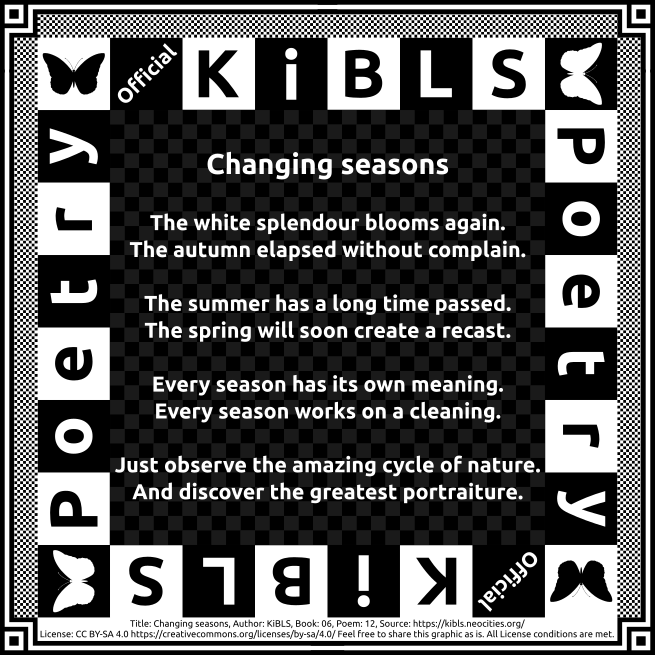 Official KiBLS
Poetry
Poetry
Changing seasons
The white splendour blooms again.
The autumn elapsed without complain.
The summer has a long time passed.
The spring will soon create a recast.
Every season has its own meaning.
Every season works on a cleaning.
Just observe the amazing cycle of nature.
And discover the greatest portraiture.
Official KiBLS
Title: Changing seasons, Author: KiBLS, Book: 06, Poem: 12, Source: https://kibls.neocities.org/
License: CC BY-SA 4.0 https://creativecommons.org/licenses/by-sa/4.0/ Feel free to share this graphic as is. All License conditions are met.